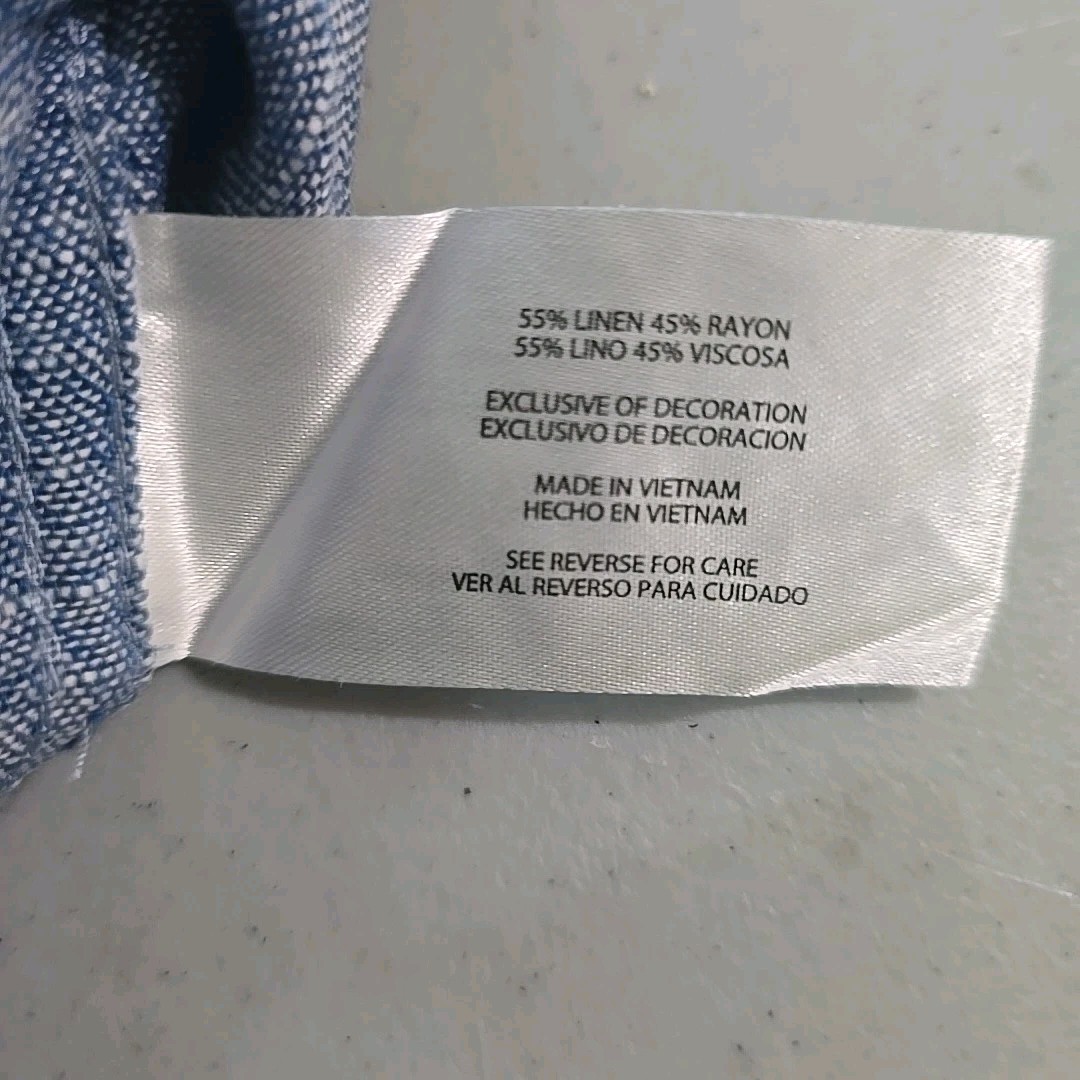 55% LINEN 45% RAYON
55% LINO 45% VISCOSA
EXCLUSIVE OF DECORATION
EXCLUSIVO DE DECORACION
MADE IN VIETNAM
HECHO EN VIETNAM
SEE REVERSE FOR CARE
VER AL REVERSO PARA CUIDADO